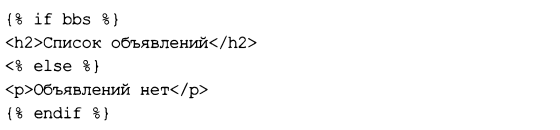 {% if bbs %}
<h2>Список объявлений</h2>
<% else %}
<p>Объявлений нет</p>
{% endif %}